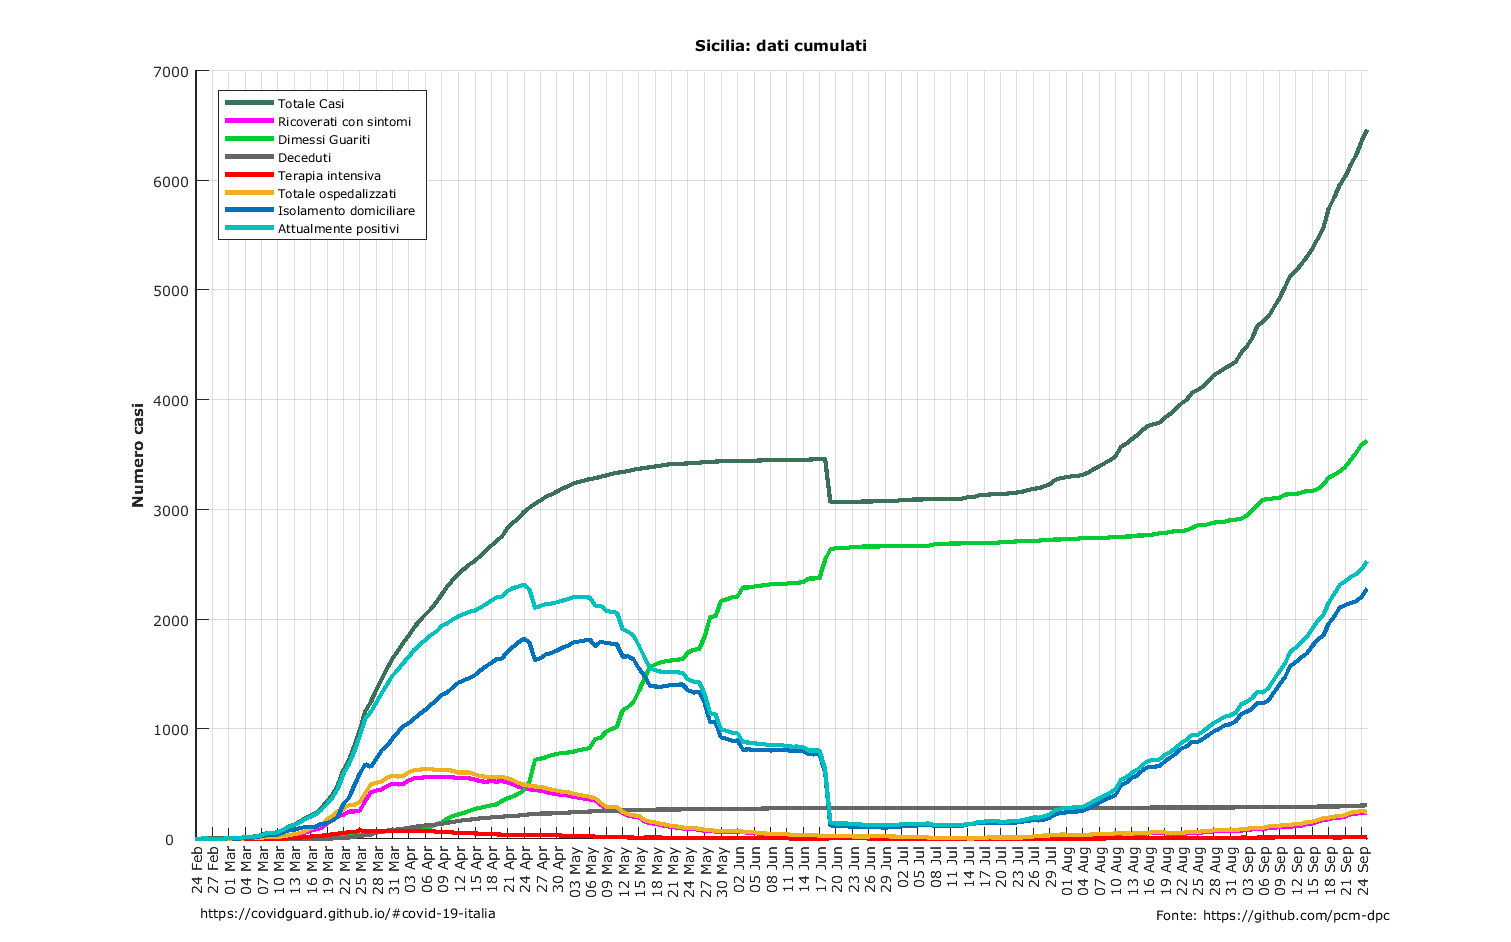 Sicilia: dati cumulati
7000
6000
5000
4000
3000
2000
1000
0
Numero casi
Totale Casi
Ricoverati con sintomi
Dimessi Guariti
Deceduti
Terapia intensiva
Totale ospedalizzati
Isolamento domiciliare
Attualmente positivi
24 Feb
27 Feb
01 Mar
04 Mar
07 Mar
10 Mar
13 Mar
16 Mar
19 Mar
22 Mar
25 Mar
28 Mar
31 Mar
03 Apr
06 Apr
09 Apr
12 Apr
15 Apr
18 Apr
21 Apr
24 Apr
27 Apr
30 Apr
03 May
06 May
09 May
12 May
15 May
18 May
21 May
24 May
27 May
30 May
02 Jun
05 Jun
08 Jun
11 Jun
14 Jun
17 Jun
20 Jun
23 Jun
26 Jun
29 Jun
02 Jul
05 Jul
08 Jul
11 Jul
14 Jul
17 Jul
20 Jul
23 Jul
26 Jul
29 Jul
01 Aug
04 Aug
07 Aug
10 Aug
13 Aug
16 Aug
19 Aug
22 Aug
25 Aug
28 Aug
31 Aug
03 Sep
06 Sep
09 Sep
12 Sep
15 Sep
18 Sep
21 Sep
24 Sep
https://covidguard.github.io/#covid-19-italia
Fonte: https://github.com/pcm-dpc